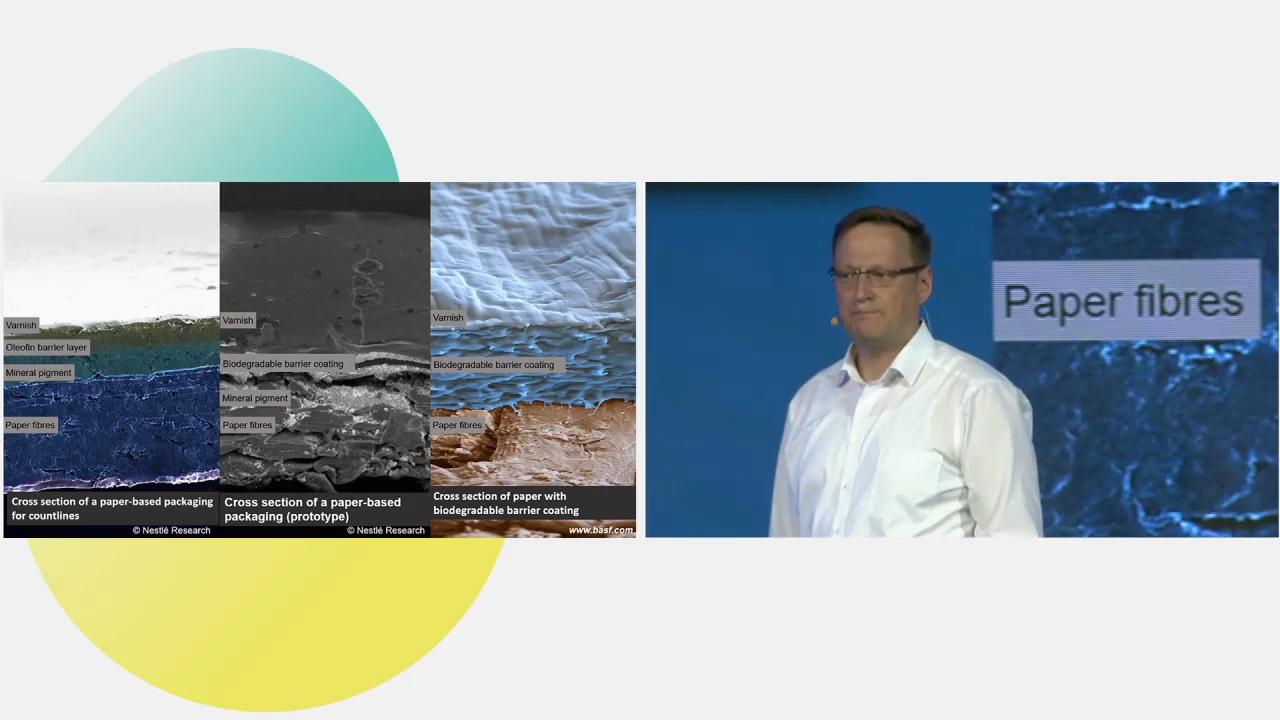 Varnish
Oleofin barrier layer
Mineral pigment
Paper fibres
Cross section of a paper-based packaging
for countlines
© Nestlé Research
Varnish
Biodegradable barrier coating
Mineral pigment
Paper fibres
Cross section of a paper-based
packaging (prototype)
© Nestlé Research
Varnish
Biodegradable barrier coating
Paper fibres
Cross section of paper with
biodegradable barrier coating
www.basf.com
Paper fibres